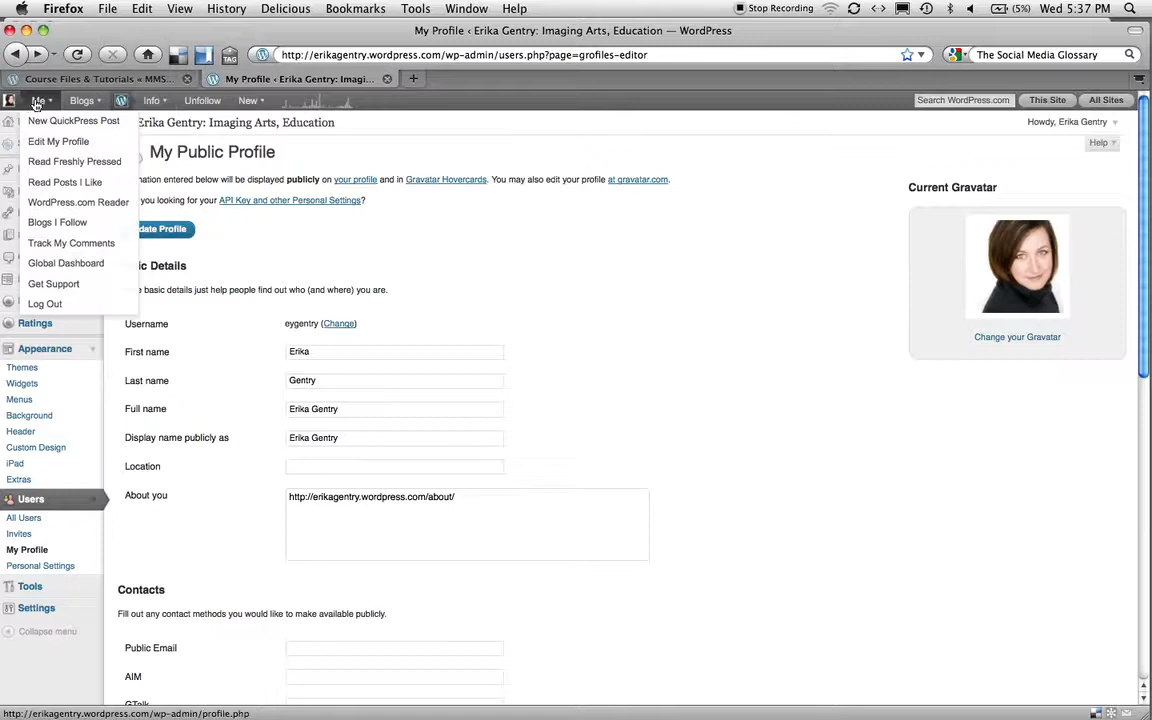 Firefox File Edit View History Delicious Bookmarks Tools Window Help Stop Recording (5%) Wed 5:37 PM
My Profile ‹ Erika Gentry: Imaging Arts, Education — WordPress
http://erikagentry.wordpress.com/wp-admin/users.php?page=grofiles-editor The Social Media Glossary
Course Files & Tutorials « MMS... My Profile ‹ Erika Gentry: Imagi...
Me Blogs Info Unfollow New Search WordPress.com This Site All Sites
New QuickPress Post
Edit My Profile
Read Freshly Pressed
Read Posts I Like
WordPress.com Reader
Blogs I Follow
Track My Comments
Global Dashboard
Get Support
Log Out
Erika Gentry: Imaging Arts, Education Howdy, Erika Gentry
Help
My Public Profile
entered below will be displayed publicly on your profile and in Gravatar Hovercards. You may also edit your profile at gravatar.com.
you looking for your API Key and other Personal Settings?
date Profile
Current Gravatar
Change your Gravatar
Details
basic details just help people find out who (and where) you are.
Username eygentry (Change)
First name Erika
Last name Gentry
Full name Erika Gentry
Display name publicly as Erika Gentry
Location
About you http://erikagentry.wordpress.com/about/
Contacts
Fill out any contact methods you would like to make available publicly.
Public Email
AIM
GTalk
Ratings
Appearance
Themes
Widgets
Menus
Background
Header
Custom Design
iPad
Extras
Users
All Users
Invites
My Profile
Personal Settings
Tools
Settings
Collapse menu
http://erikagentry.wordpress.com/wp-admin/profile.php